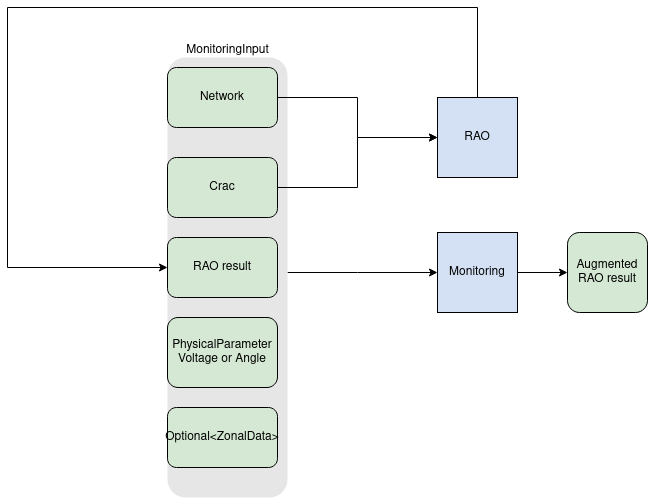 MonitoringInput
Network
Crac
RAO result
PhysicalParameter
Voltage or Angle
Optional<ZonalData>
RAO
Monitoring
Augmented
RAO result